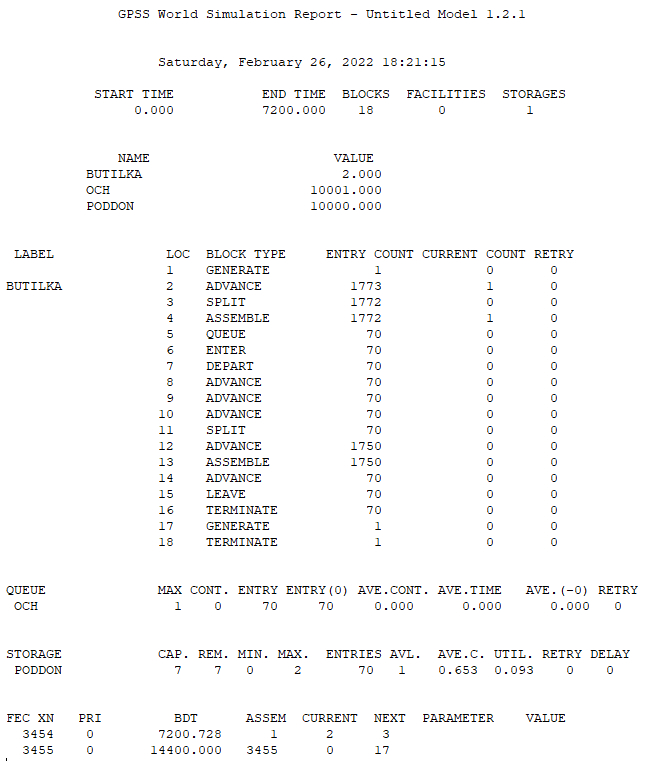 GPSS World Simulation Report - Untitled Model 1.2.1
Saturday, February 26, 2022 18:21:15
START TIME END TIME BLOCKS FACILITIES STORAGES
0.000 7200.000 18 0 1
NAME VALUE
BUTILKA 2.000
OCH 10001.000
PODDON 10000.000
LABEL LOC BLOCK TYPE ENTRY COUNT CURRENT COUNT RETRY
1 GENERATE 1 0 0
BUTILKA 2 ADVANCE 1773 1 0
3 SPLIT 1772 0 0
4 ASSEMBLE 1772 1 0
5 QUEUE 70 0 0
6 ENTER 70 0 0
7 DEPART 70 0 0
8 ADVANCE 70 0 0
9 ADVANCE 70 0 0
10 ADVANCE 70 0 0
11 SPLIT 70 0 0
12 ADVANCE 1750 0 0
13 ASSEMBLE 1750 0 0
14 ADVANCE 70 0 0
15 LEAVE 70 0 0
16 TERMINATE 70 0 0
17 GENERATE 1 0 0
18 TERMINATE 1 0 0
QUEUE MAX CONT. ENTRY ENTRY(0) AVE.CONT. AVE.TIME AVE.(-0) RETRY
OCH 1 0 70 70 0.000 0.000 0.000 0
STORAGE CAP. REM. MIN. MAX. ENTRIES AVL. AVE.C. UTIL. RETRY DELAY
PODDON 7 7 0 2 70 1 0.653 0.093 0 0
FEC XN PRI BDT ASSEM CURRENT NEXT PARAMETER VALUE
3454 0 7200.728 1 2 3
3455 0 14400.000 3455 0 17